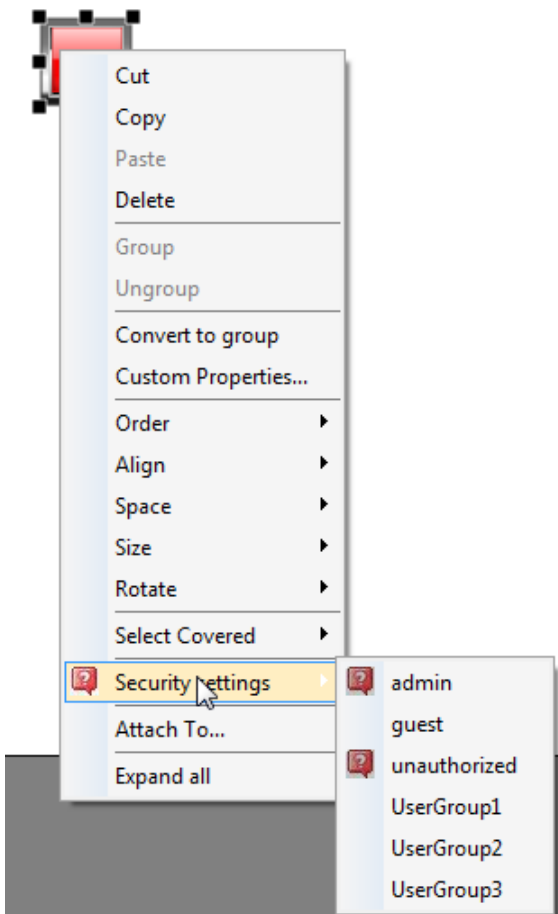 Cut
Copy
Paste
Delete
Group
Ungroup
Convert to group
Custom Properties...
Order
Align
Space
Size
Rotate
Select Covered
Security settings
Attach To...
Expand all
admin
guest
unauthorized
UserGroup1
UserGroup2
UserGroup3